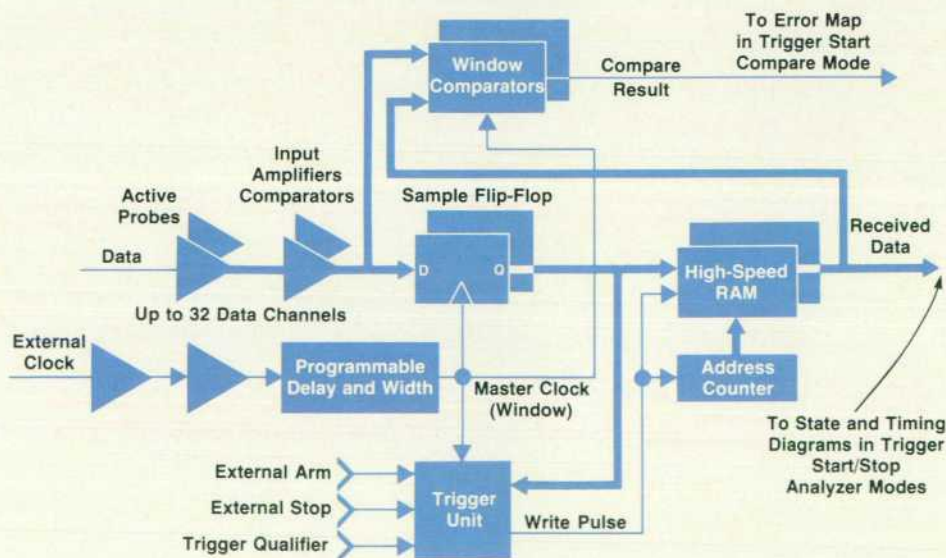 To Error Map
in Trigger Start
Compare Mode
Window
Comparators
Compare
Result
Input
Amplifiers
Comparators
Active
Probes
Sample Flip-Flop
Received
Data
Data
D
Q
High-Speed
RAM
Up to 32 Data Channels
External
Clock
Programmable
Delay and Width
Master Clock
(Window)
Address
Counter
To State and Timing
Diagrams in Trigger
Start/Stop
Analyzer Modes
External Arm
External Stop
Trigger Qualifier
Trigger
Unit
Write Pulse